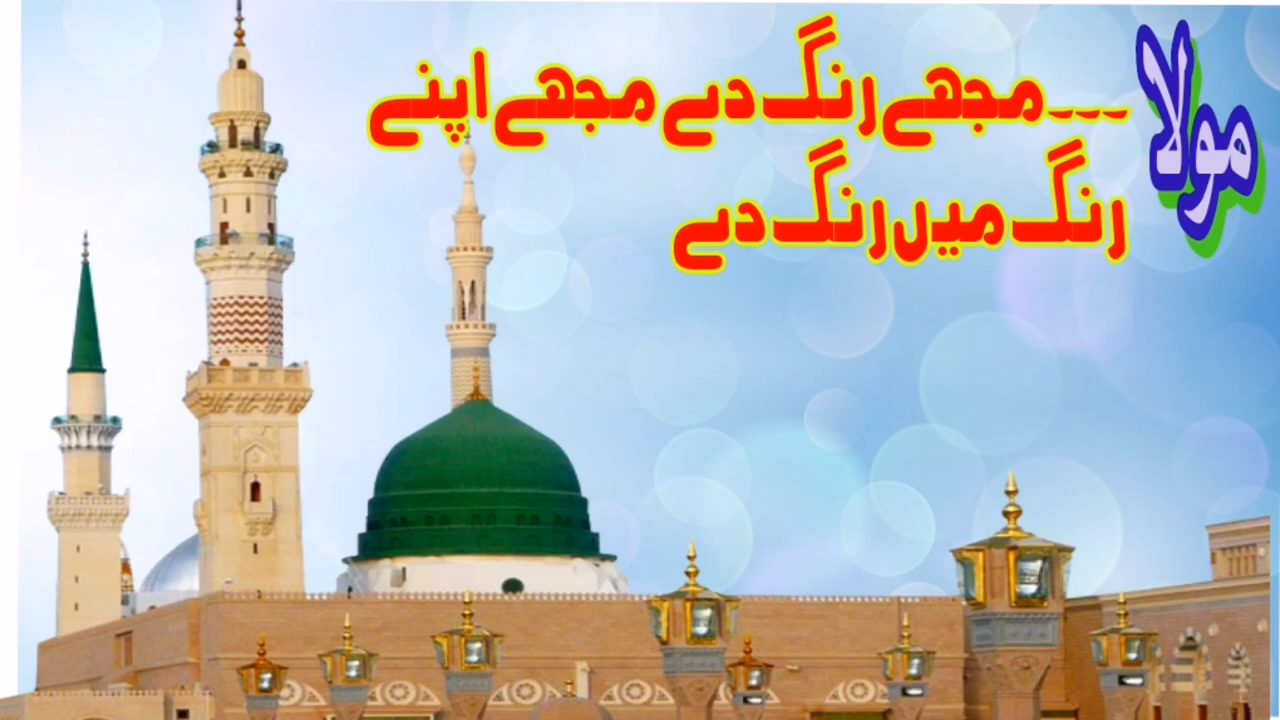 مولا
۔۔۔ مجھے رنگ دے مجھے اپنے
رنگ میں رنگ دے